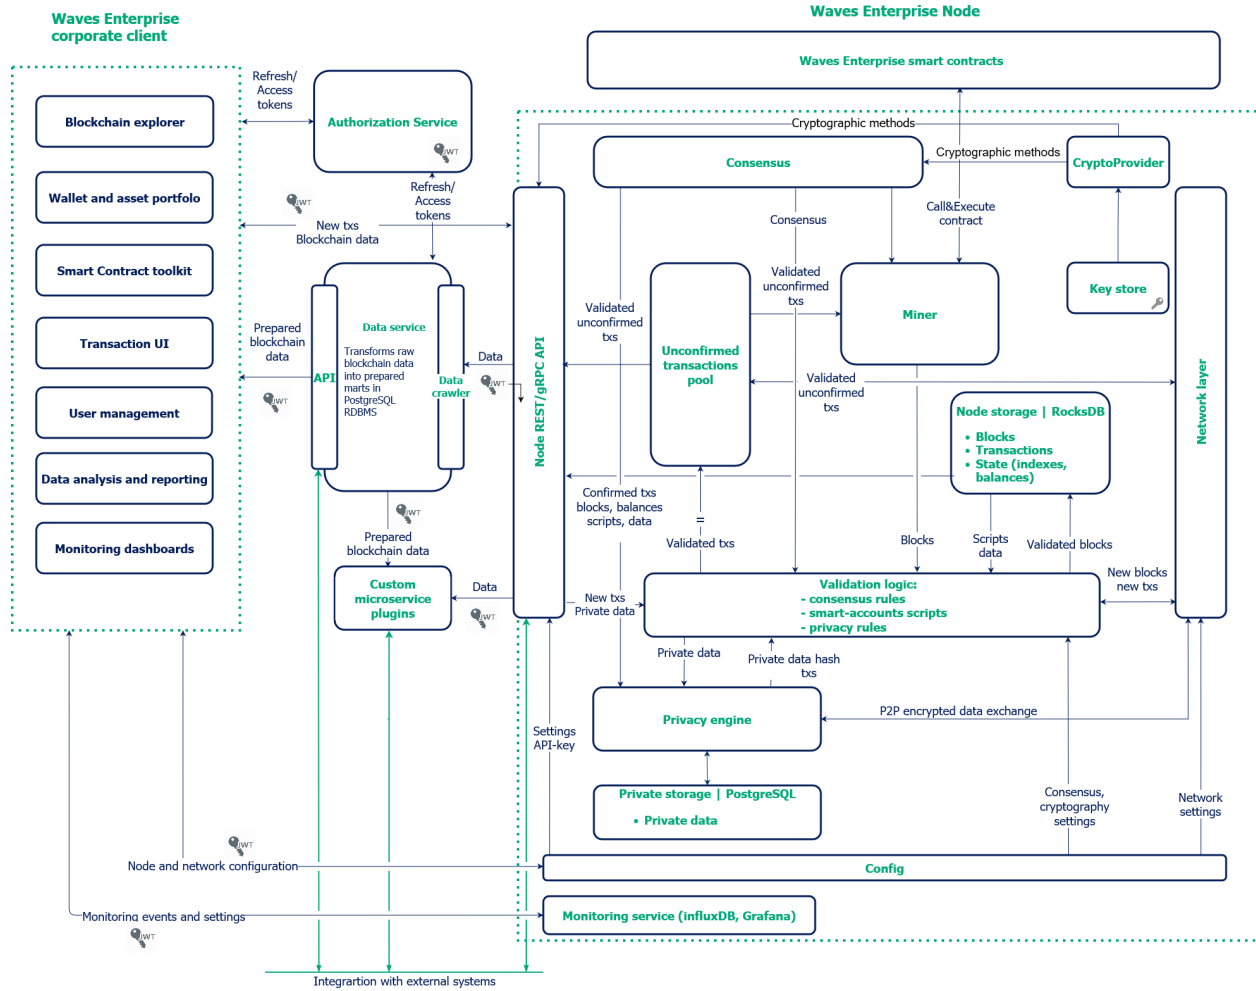 Waves Enterprise
corporate client
Waves Enterprise Node
Waves Enterprise smart contracts
Refresh/
Access
tokens
Blockchain explorer
Authorization Service
JWT
Cryptographic methods
Consensus
Cryptographic methods
CryptoProvider
Wallet and asset portfolo
JWT
New txs
Blockchain data
Refresh/
Access
tokens
Consensus
Call&Execute
contract
Smart Contract toolkit
Validated
unconfirmed
txs
Key store
Transaction UI
Prepared
blockchain
data
Data service
Transforms raw
blockchain data
into prepared
marts in
PostgreSQL
RDBMS
API
Data
crawler
Data
JWT
Node REST/gRPC API
Validated
unconfirmed
txs
Unconfirmed
transactions
pool
Miner
Validated
unconfirmed
txs
Network layer
JWT
User management
Node storage | RocksDB
• Blocks
• Transactions
• State (indexes,
balances)
Data analysis and reporting
Monitoring dashboards
JWT
Prepared
blockchain data
Confirmed txs
blocks, balances
scripts, data
=
Validated txs
Blocks
Scripts
data
Validated blocks
Custom
microservice
plugins
Data
JWT
New txs
Private data
Validation logic:
- consensus rules
- smart-accounts scripts
- privacy rules
New blocks
new txs
Private data
Private data hash
txs
Privacy engine
P2P encrypted data exchange
Settings
API-key
Private storage | PostgreSQL
• Private data
Consensus,
cryptography
settings
Network
settings
JWT
Node and network configuration
Config
Monitoring events and settings
JWT
Monitoring service (influxDB, Grafana)
Integrartion with external systems